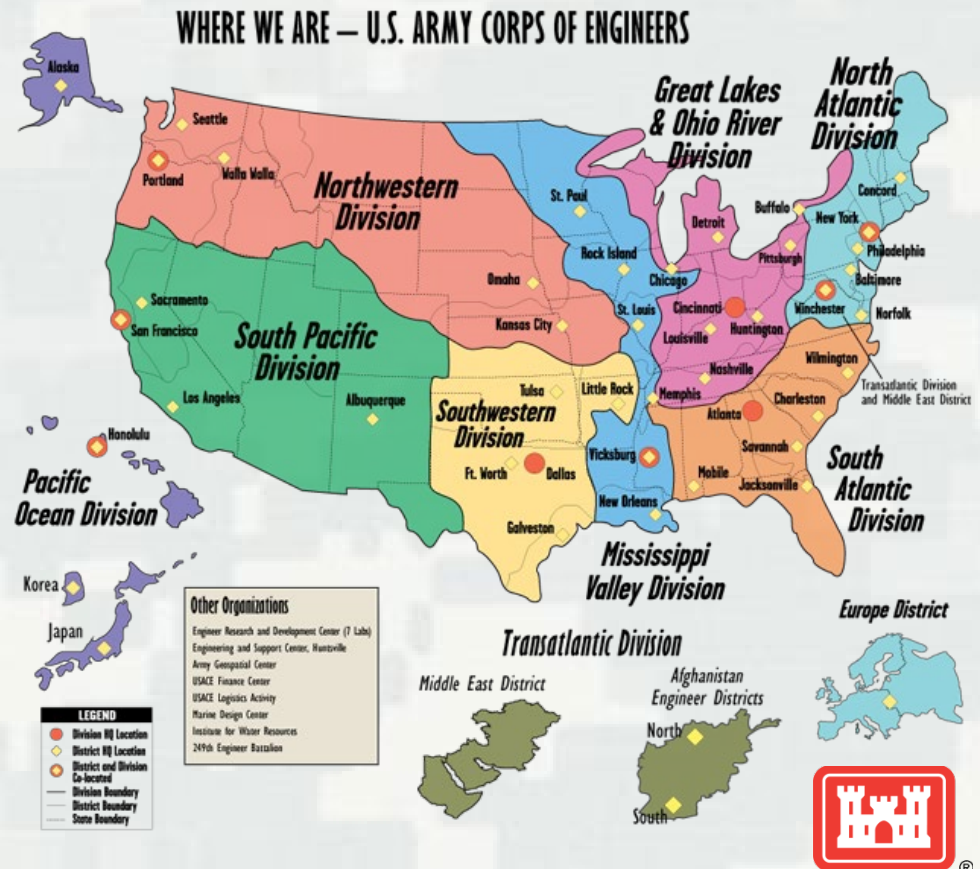 WHERE WE ARE – U.S. ARMY CORPS OF ENGINEERS
Alaska
Seattle
Portland
Walla Walla
Northwestern
Division
Omaha
Kansas City
Great Lakes
& Ohio River
Division
North
Atlantic
Division
St. Paul
Rock Island
Chicago
St. Louis
Detroit
Buffalo
Pittsburgh
Cincinnati
Louisville
Huntington
Nashville
Memphis
Concord
New York
Philadelphia
Baltimore
Winchester
Norfolk
Transatlantic Division
and Middle East District
Sacramento
San Francisco
South Pacific
Division
Los Angeles
Albuquerque
Tulsa
Little Rock
Southwestern
Division
Ft. Worth
Dallas
Galveston
Vicksburg
New Orleans
Mississippi
Valley Division
Wilmington
Charleston
Atlanta
Savannah
Mobile
Jacksonville
South
Atlantic
Division
Honolulu
Pacific
Ocean Division
Korea
Japan
Other Organizations
Engineer Research and Development Center (7 Labs)
Engineering and Support Center, Huntsville
Army Geospatial Center
USACE Finance Center
USACE Logistics Activity
Marine Design Center
Institute for Water Resources
249th Engineer Battalion
LEGEND
Division HQ Location
District HQ Location
District and Division
Co-located
Division Boundary
District Boundary
State Boundary
Transatlantic Division
Middle East District
Afghanistan
Engineer Districts
North
South
Europe District
®